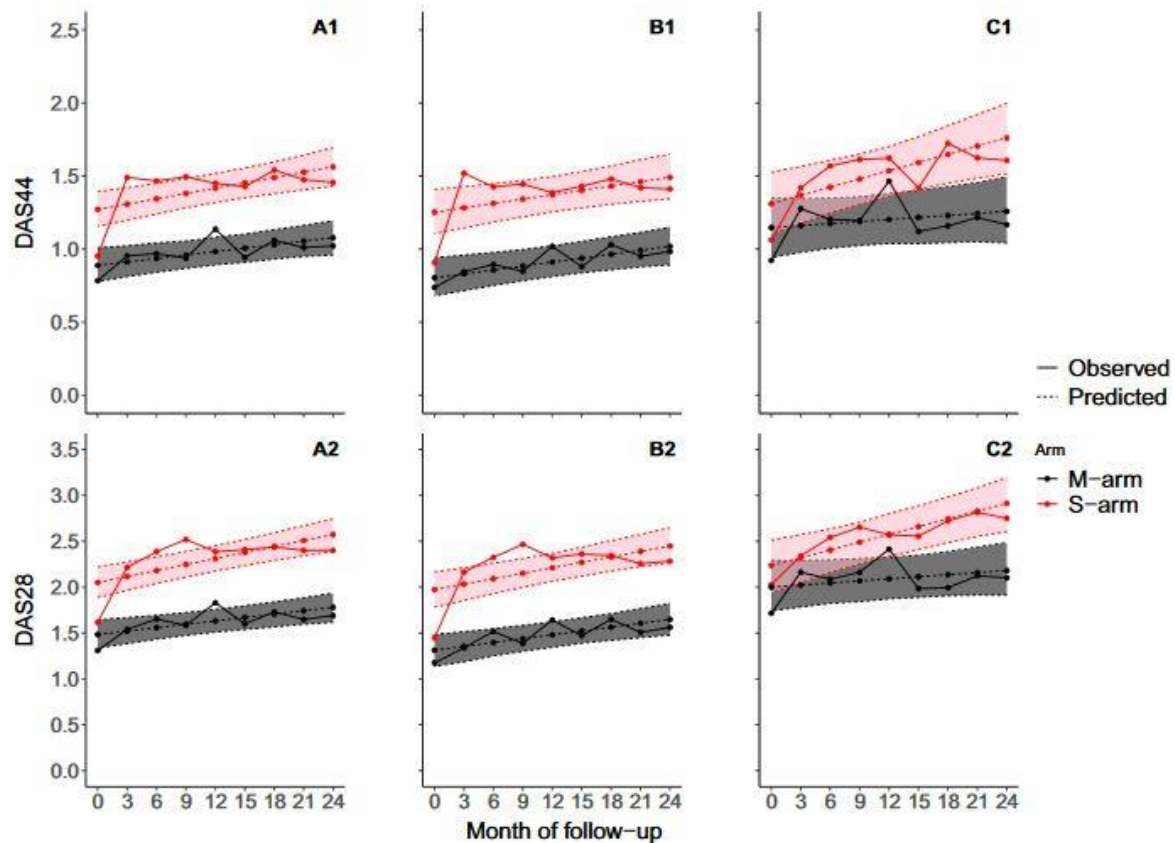 A1
B1
C1
2.5
2.0
1.5
1.0
0.5
0.0
DAS44
Observed
Predicted
A2
B2
C2
3.5
3.0
2.5
2.0
1.5
1.0
0.5
0.0
DAS28
Arm
M−arm
S−arm
0 3 6 9 12 15 18 21 24
0 3 6 9 12 15 18 21 24
0 3 6 9 12 15 18 21 24
Month of follow−up